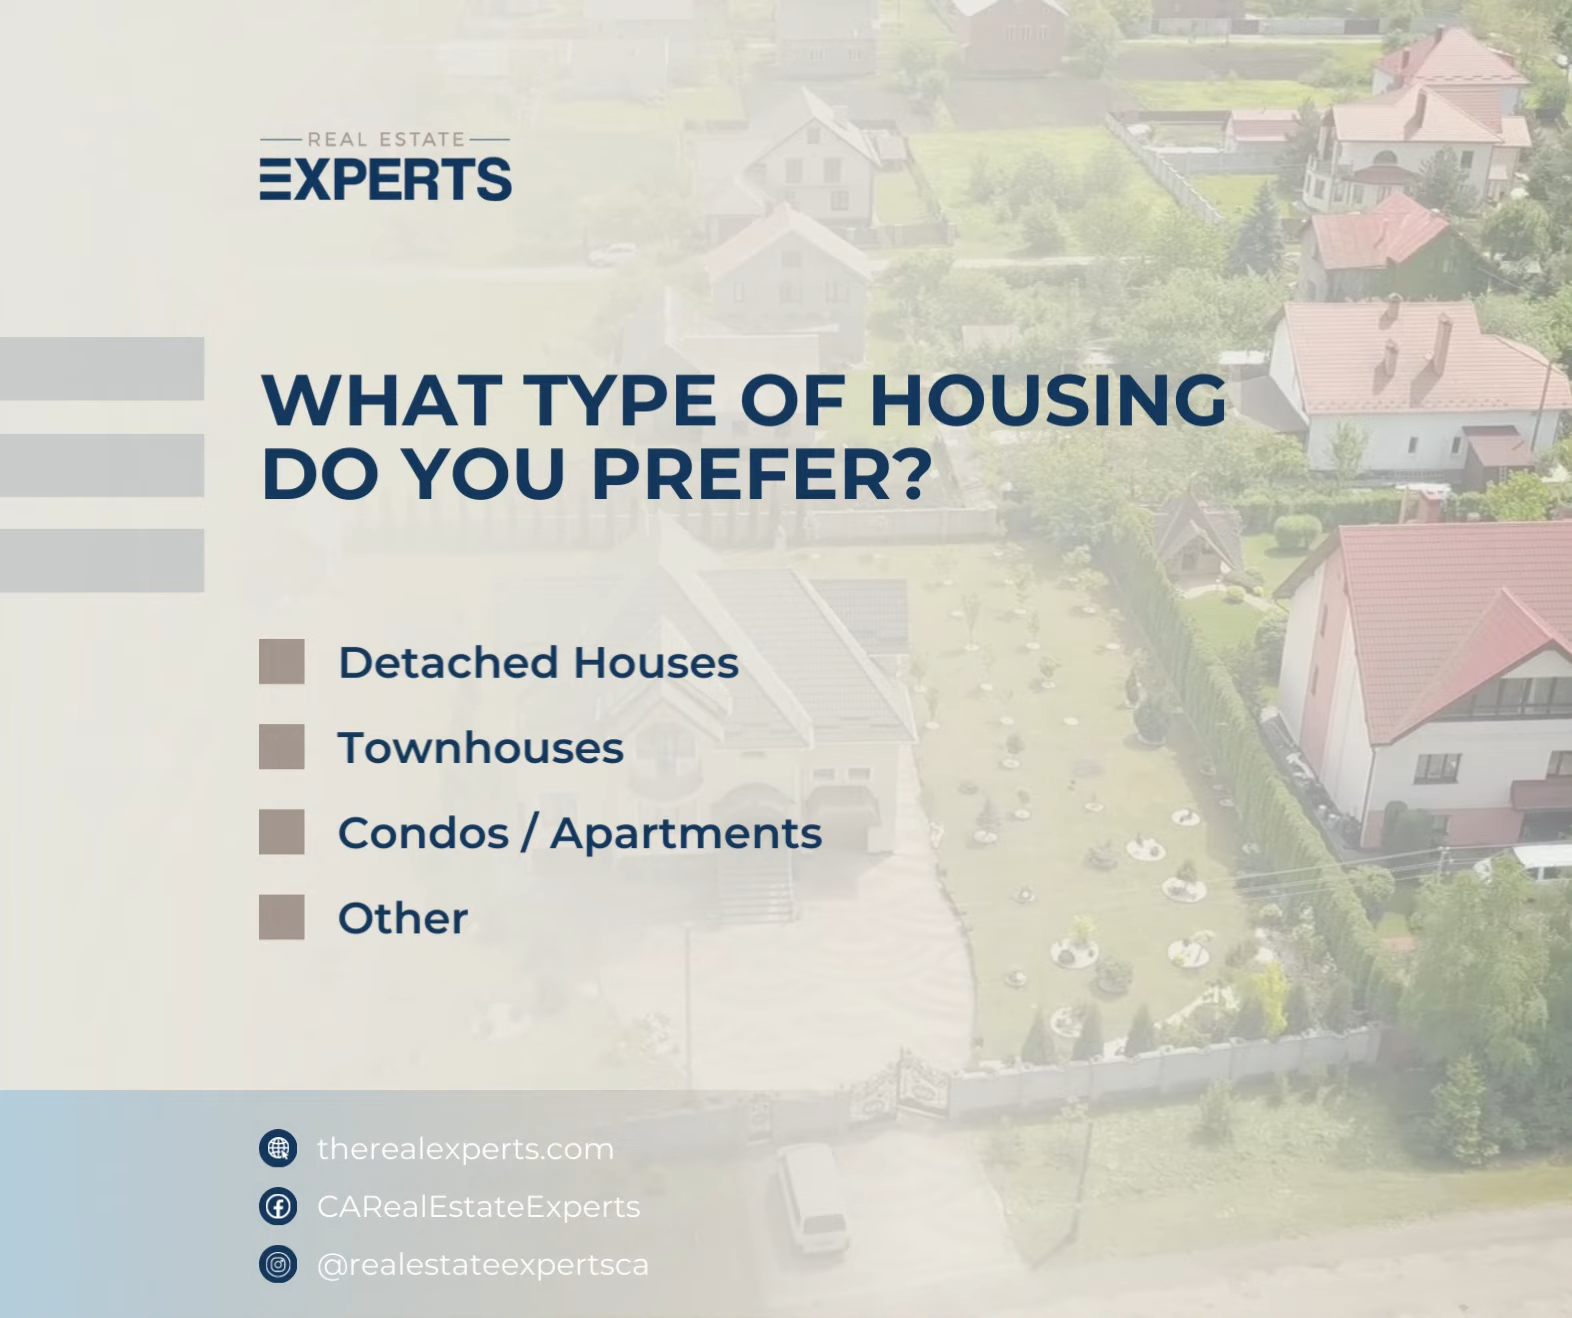 REAL ESTATE
EXPERTS
WHAT TYPE OF HOUSING
DO YOU PREFER?
Detached Houses
Townhouses
Condos / Apartments
Other
therealexperts.com
CARealEstateExperts
@realestateexpertsca